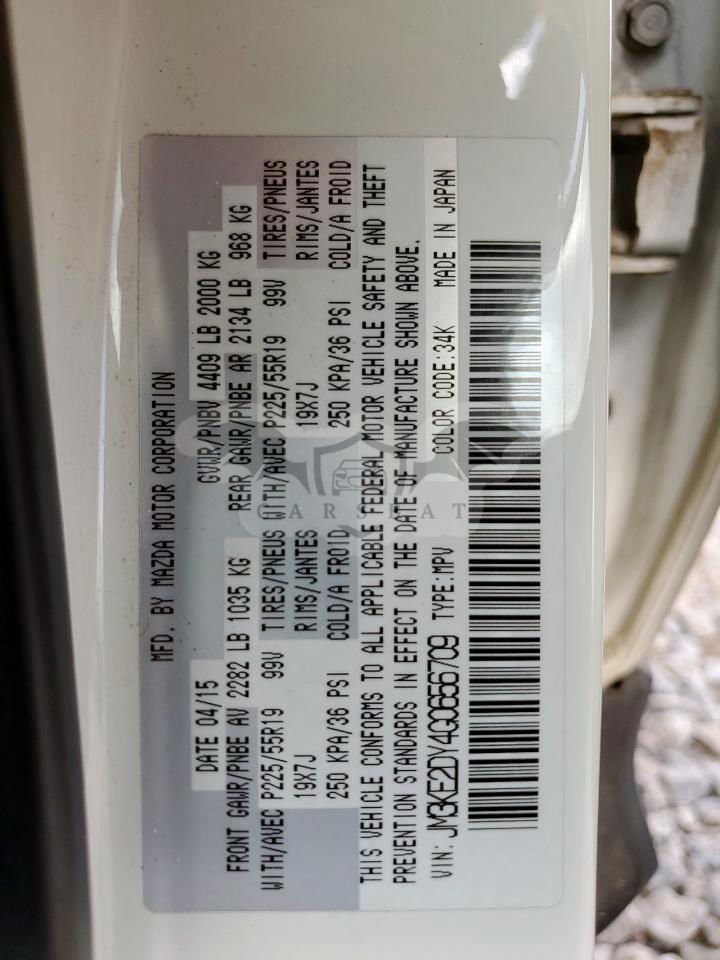 MFD. BY MAZDA MOTOR CORPORATION
DATE 04/15 GVWR/PNBV 4409 LB 2000 KG
FRONT GAWR/PNBE AV 2282 LB 1035 KG REAR GAWR/PNBE AR 2134 LB 968 KG
WITH/AVEC P225/55R19 99V TIRES/PNEUS WITH/AVEC P225/55R19 99V TIRES/PNEUS
19X7J RIMS/JANTES 19X7J RIMS/JANTES
250 KPA/36 PSI COLD/A FROID 250 KPA/36 PSI COLD/A FROID
THIS VEHICLE CONFORMS TO ALL APPLICABLE FEDERAL MOTOR VEHICLE SAFETY AND THEFT
PREVENTION STANDARDS IN EFFECT ON THE DATE OF MANUFACTURE SHOWN ABOVE.
VIN: JM3KE2DY4G0656709 TYPE:MPV COLOR CODE:34K MADE IN JAPAN
CARSFAT